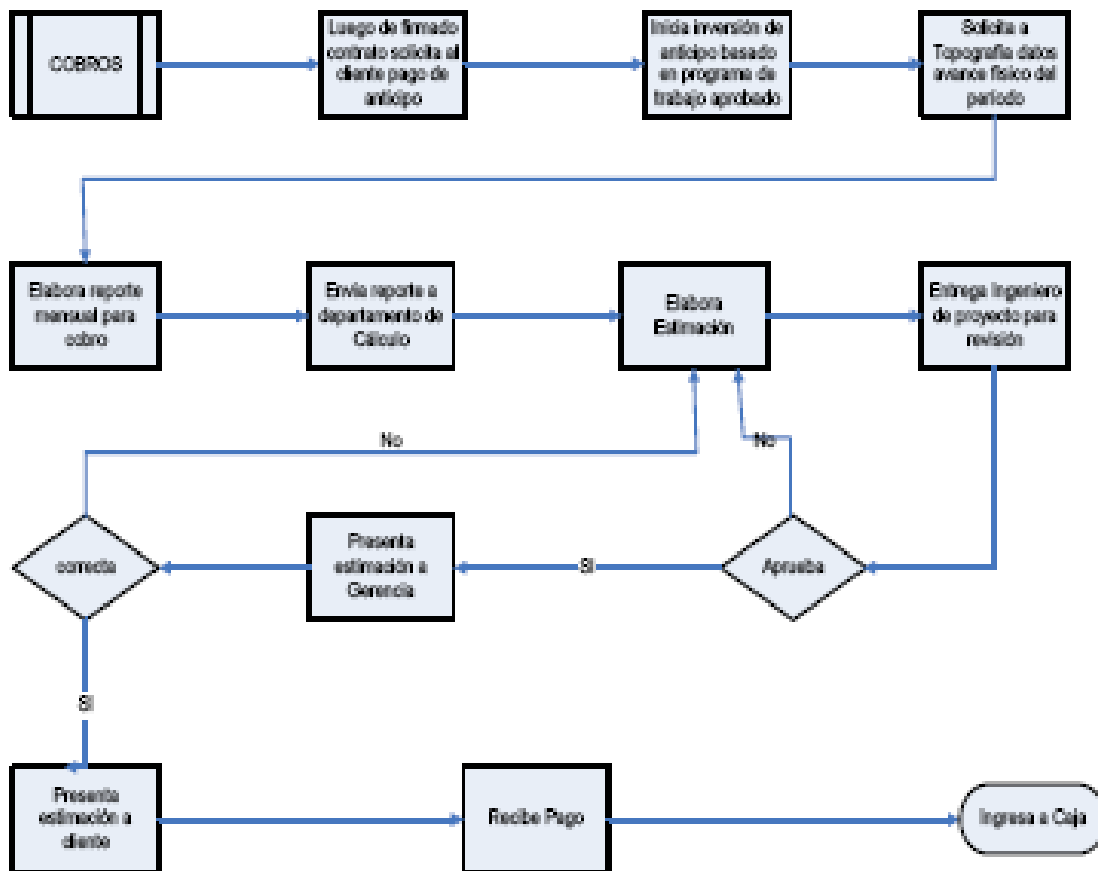 COBROS
Luego de firmado
contrato solicita al
cliente pago de
anticipo
Inicia inversión de
anticipo basado
en programa de
trabajo aprobado
Solicita a
Topografía datos
avance físico del
período
Elabora reporte
mensual para
cobro
Envía reporte a
departamento de
Cálculo
Elabora
Estimación
Entrega Ingeniero
de proyecto para
revisión
No
No
correcta
Presenta
estimación a
Gerencia
SI
Aprueba
SI
Presenta
estimación a
cliente
Recibe Pago
Ingresa a Caja